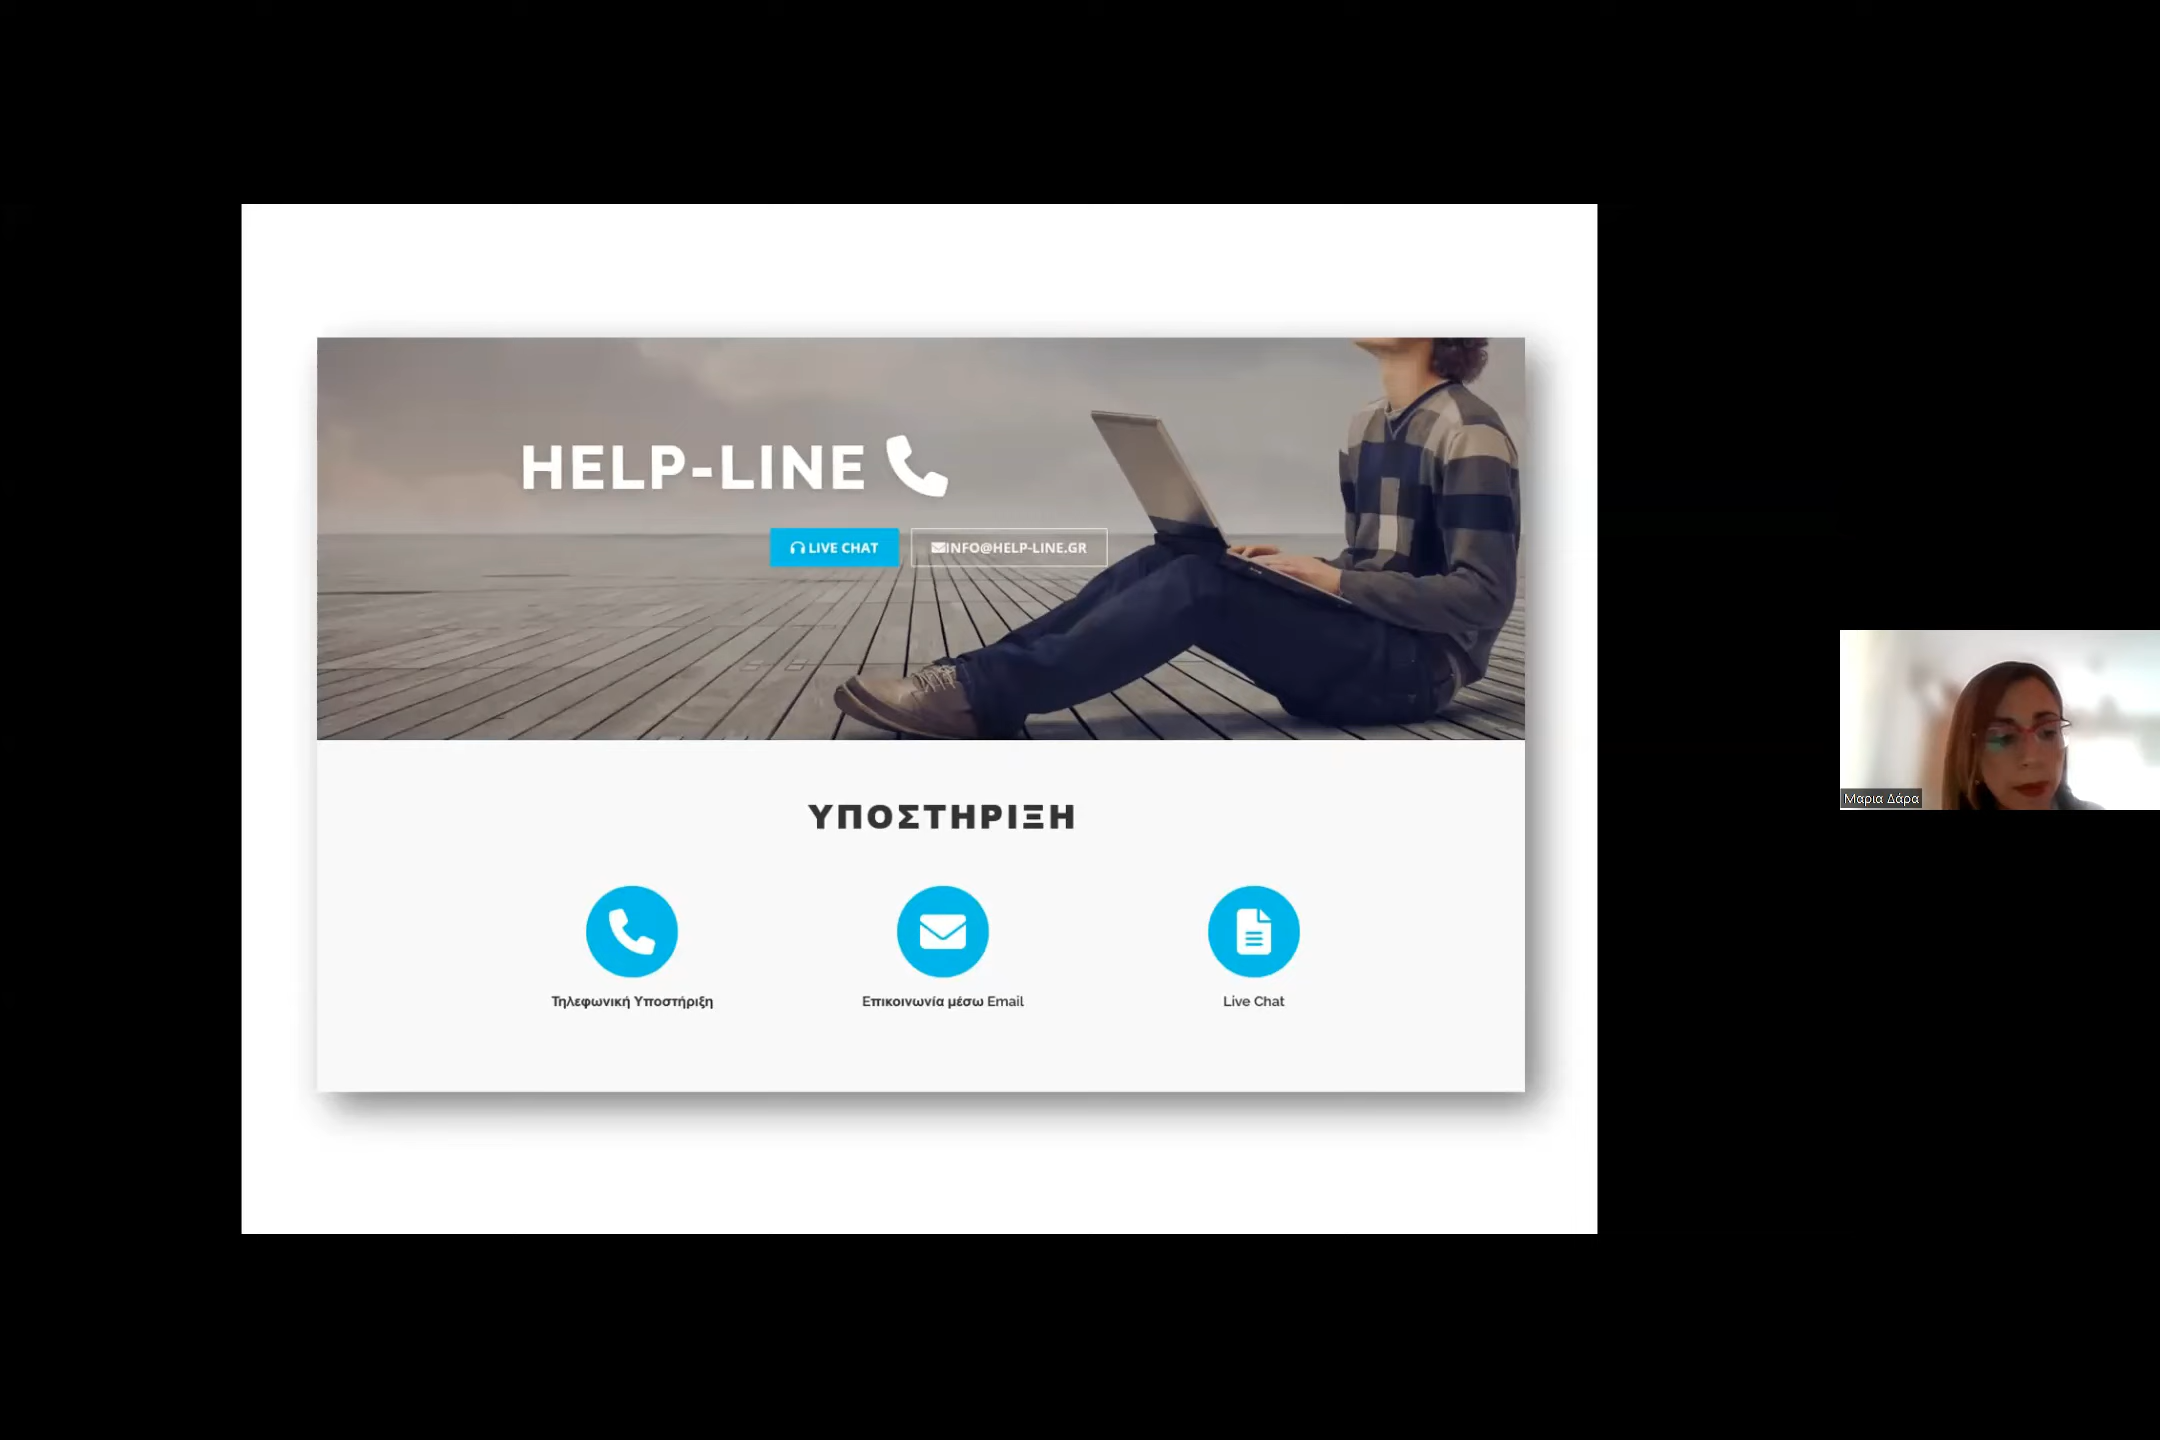 HELP-LINE
LIVE CHAT
INFO@HELP-LINE.GR
ΥΠΟΣΤΗΡΙΞΗ
Τηλεφωνική Υποστήριξη
Επικοινωνία μέσω Email
Live Chat
Μαρια Δάρα